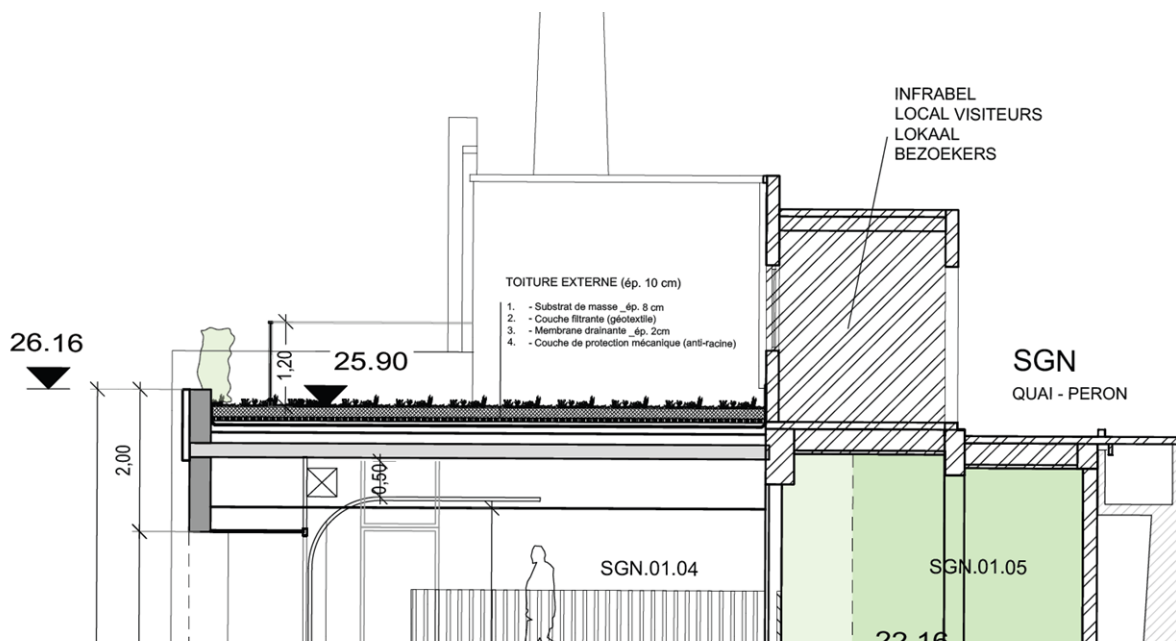 INFRABEL
LOCAL VISITEURS
LOKAAL
BEZOEKERS
TOITURE EXTERNE (ép. 10 cm)
1. - Substrat de masse _ép. 8 cm
2. - Couche filtrante (géotextile)
3. - Membrane drainante _ép. 2cm
4. - Couche de protection mécanique (anti-racine)
26.16
1,20
25.90
SGN
QUAI - PERON
2,00
0,50
SGN.01.04
SGN.01.05
22.16